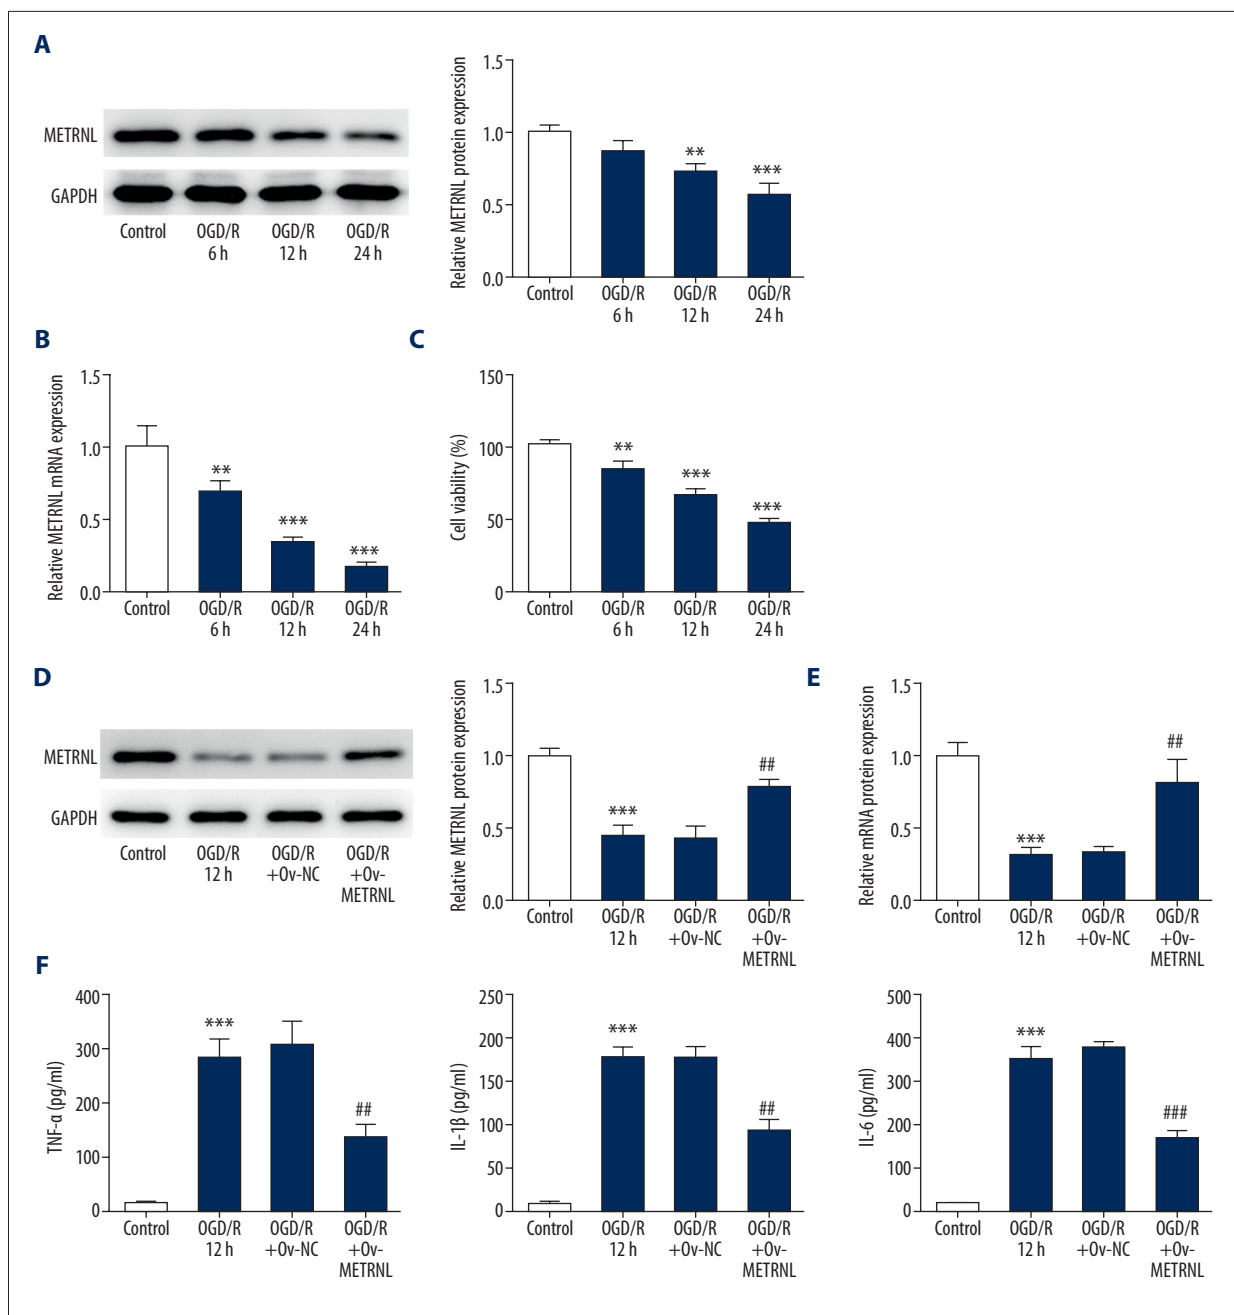 A
METRNL
GAPDH
Control OGD/R OGD/R OGD/R
6 h 12 h 24 h
Relative METRNL protein expression
1.5
1.0
0.5
0.0
** ***
Control OGD/R OGD/R OGD/R
6 h 12 h 24 h
B
Relative METRNL mRNA expression
1.5
1.0
0.5
0.0
** *** ***
Control OGD/R OGD/R OGD/R
6 h 12 h 24 h
C
Cell viability (%)
150
100
50
0
** *** ***
Control OGD/R OGD/R OGD/R
6 h 12 h 24 h
D
METRNL
GAPDH
Control OGD/R OGD/R OGD/R
12 h +Ov-NC +Ov-
METRNL
Relative METRNL protein expression
1.5
1.0
0.5
0.0
*** ##
Control OGD/R OGD/R OGD/R
12 h +Ov-NC +Ov-
METRNL
E
Relative mRNA protein expression
1.5
1.0
0.5
0.0
*** ##
Control OGD/R OGD/R OGD/R
12 h +Ov-NC +Ov-
METRNL
F
TNF-α (pg/ml)
400
300
200
100
0
*** ##
Control OGD/R OGD/R OGD/R
12 h +Ov-NC +Ov-
METRNL
IL-1β (pg/ml)
250
200
150
100
50
0
*** ##
Control OGD/R OGD/R OGD/R
12 h +Ov-NC +Ov-
METRNL
IL-6 (pg/ml)
500
400
300
200
100
0
*** ###
Control OGD/R OGD/R OGD/R
12 h +Ov-NC +Ov-
METRNL